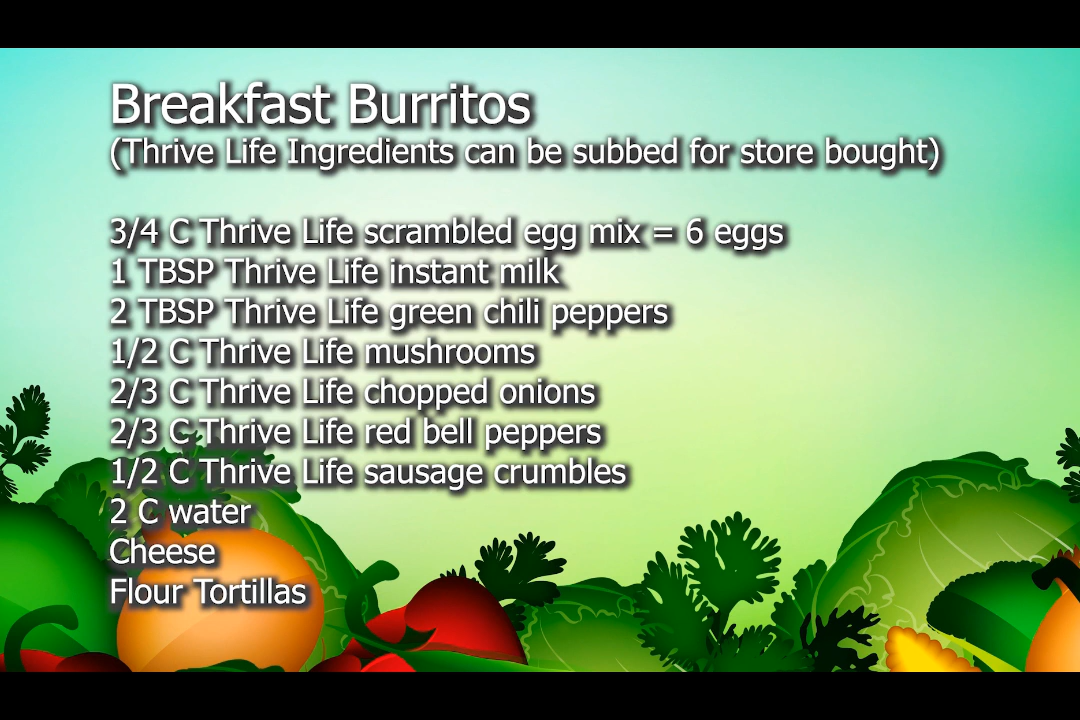 Breakfast Burritos
(Thrive Life Ingredients can be subbed for store bought)
3/4 C Thrive Life scrambled egg mix = 6 eggs
1 TBSP Thrive Life instant milk
2 TBSP Thrive Life green chili peppers
1/2 C Thrive Life mushrooms
2/3 C Thrive Life chopped onions
2/3 C Thrive Life red bell peppers
1/2 C Thrive Life sausage crumbles
2 C water
Cheese
Flour Tortillas